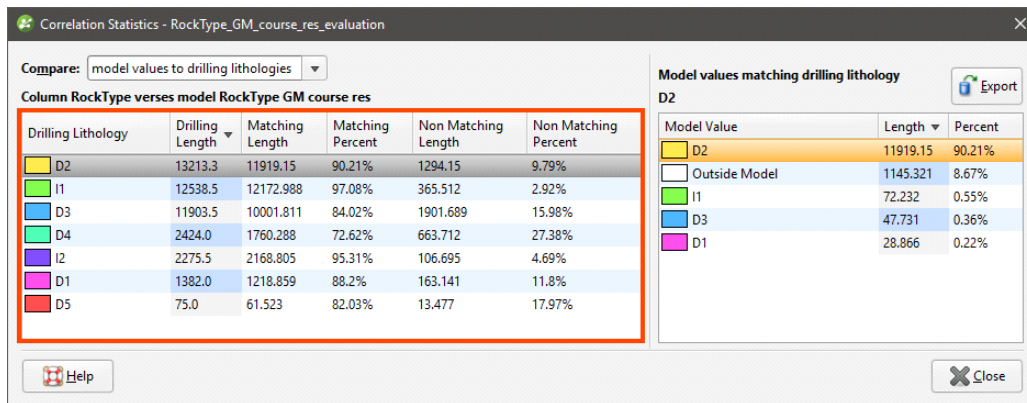 Correlation Statistics - RockType_GM_course_res_evaluation
Compare: model values to drilling lithologies
Column RockType verses model RockType GM course res
Drilling Lithology Drilling Length Matching Length Matching Percent Non Matching Length Non Matching Percent
D2 13213.3 11919.15 90.21% 1294.15 9.79%
I1 12538.5 12172.988 97.08% 365.512 2.92%
D3 11903.5 10001.811 84.02% 1901.689 15.98%
D4 2424.0 1760.288 72.62% 663.712 27.38%
I2 2275.5 2168.805 95.31% 106.695 4.69%
D1 1382.0 1218.859 88.2% 163.141 11.8%
D5 75.0 61.523 82.03% 13.477 17.97%
Model values matching drilling lithology
D2
Export
Model Value Length Percent
D2 11919.15 90.21%
Outside Model 1145.321 8.67%
I1 72.232 0.55%
D3 47.731 0.36%
D1 28.866 0.22%
Help
Close